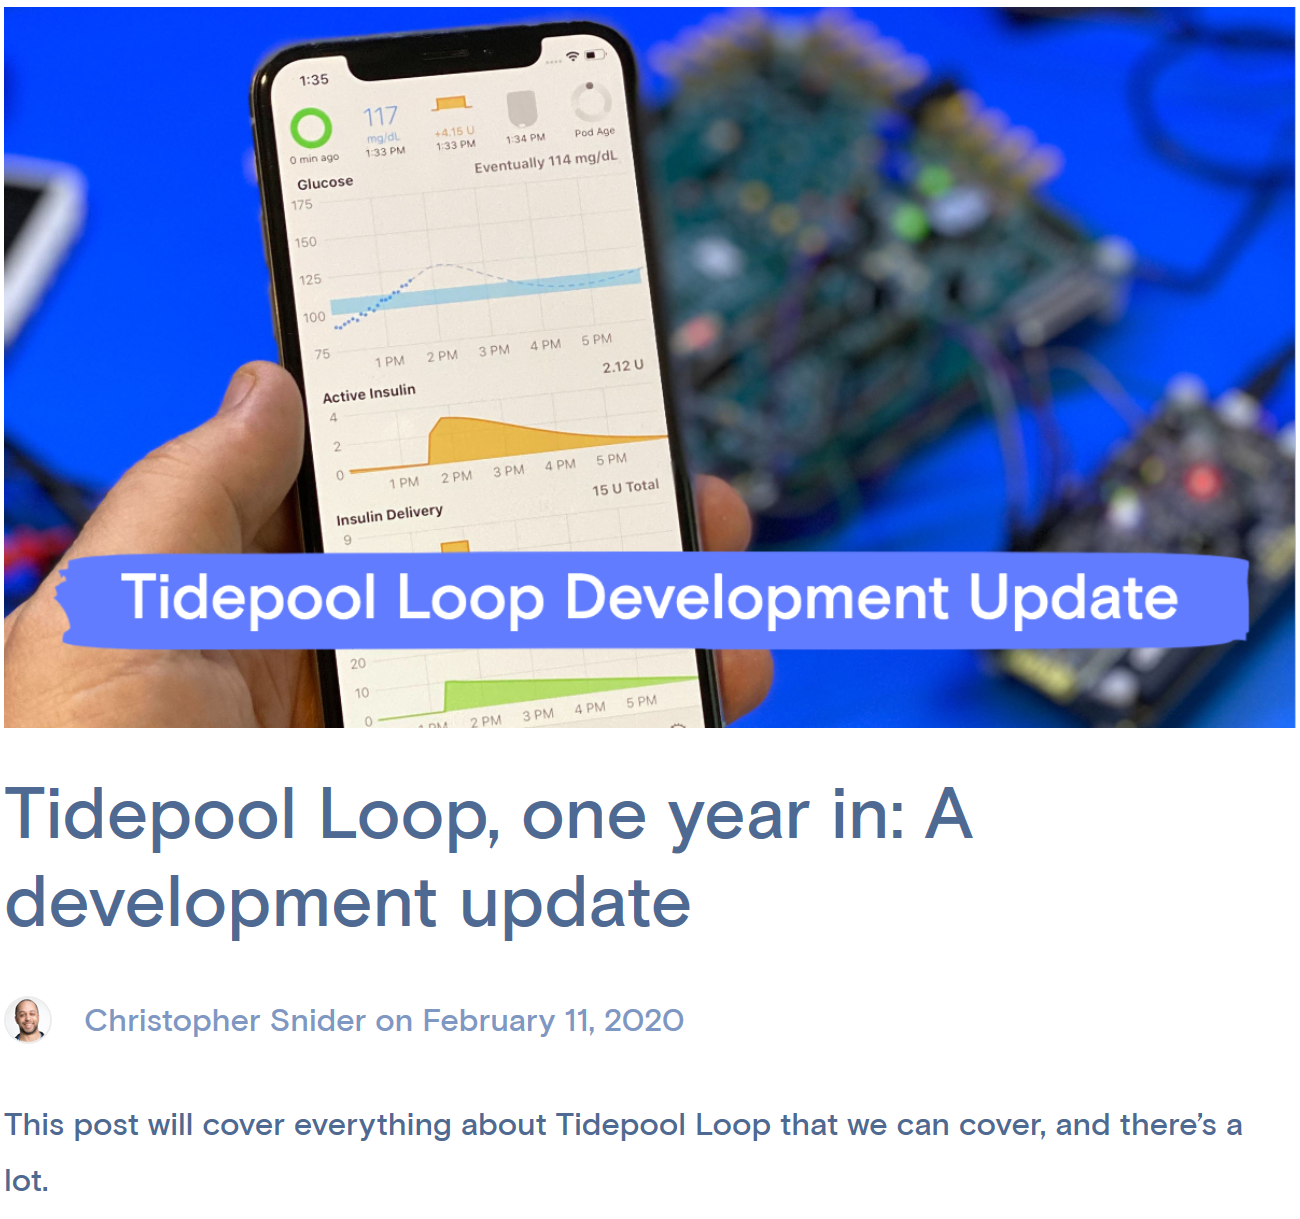 1:35
117
mg/dL
+4.15 U
0 min ago
1:33 PM
1:33 PM
1:34 PM
Pod Age
Glucose
Eventually 114 mg/dL
175
150
125
100
75
1 PM 2 PM 3 PM 4 PM 5 PM
Active Insulin
2.12 U
4
2
0
1 PM 2 PM 3 PM 4 PM 5 PM
Insulin Delivery
15 U Total
9
Tidepool Loop Development Update
20
10
0
1 PM 2 PM 3 PM 4 PM 5 PM
Tidepool Loop, one year in: A
development update
Christopher Snider on February 11, 2020
This post will cover everything about Tidepool Loop that we can cover, and there’s a
lot.